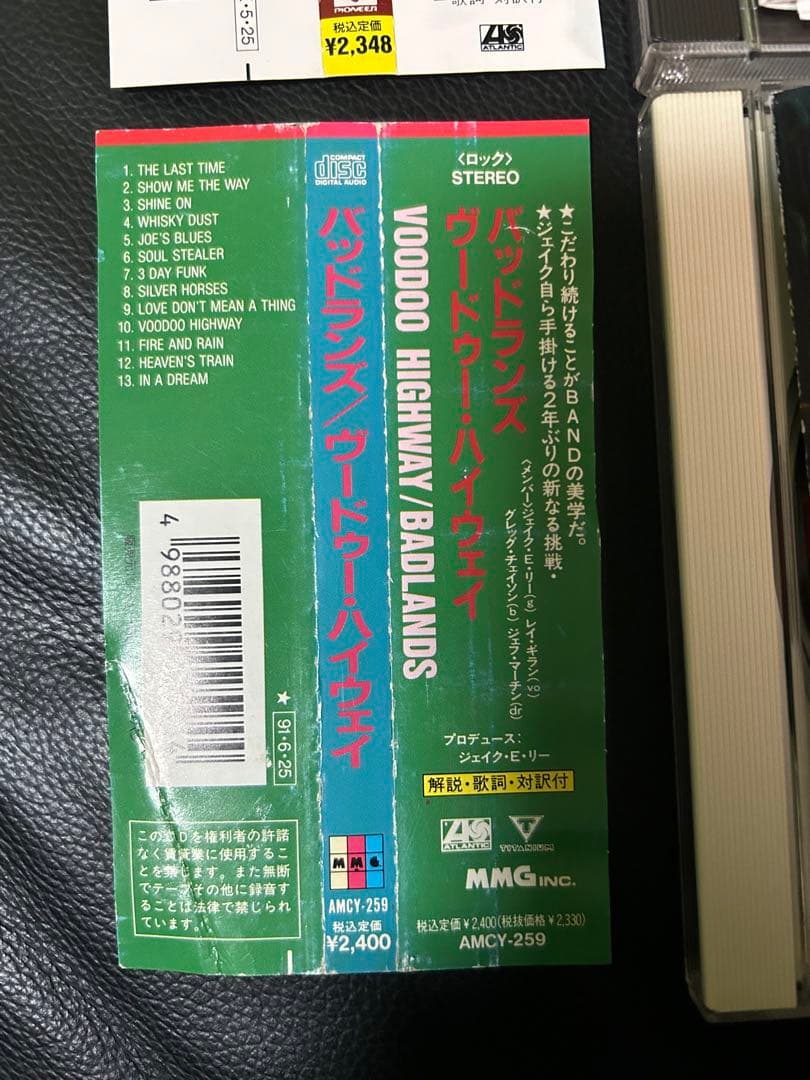 ・5・25
PIONEER
税込定価
¥2,348
ATLANTIC
1. THE LAST TIME
2. SHOW ME THE WAY
3. SHINE ON
4. WHISKY DUST
5. JOE'S BLUES
6. SOUL STEALER
7. 3 DAY FUNK
8. SILVER HORSES
9. LOVE DON'T MEAN A THING
10. VOODOO HIGHWAY
11. FIRE AND RAIN
12. HEAVEN'S TRAIN
13. IN A DREAM
4 988029
★
91・6・25
このCDを権利者の許諾
なく賃貸業に使用するこ
とを禁じます。また無断
でテープその他に録音す
ることは法律で禁じられ
ています。
COMPACT
disc
DIGITAL AUDIO
バッドランズ/ヴードゥー・ハイウェイ
MMG
AMCY-259
税込定価
¥2,400
〈ロック〉
STEREO
★こだわり続けることがBANDの美学だ。
★ジェイク自ら手掛ける2年ぶりの新なる挑戦・
バッドランズ
ヴードゥー・ハイウェイ
VOODOO HIGHWAY/BADLANDS
〈メンバー〉ジェイク・E・リー(g) レイ・ギラン(vo)
グレッグ・チェイソン(b) ジェフ・マーチン(dr)
プロデュース:
ジェイク・E・リー
解説・歌詞・対訳付
ATLANTIC
TITANIUM
MMG INC.
税込定価¥2,400(税抜価格¥2,330)
AMCY-259